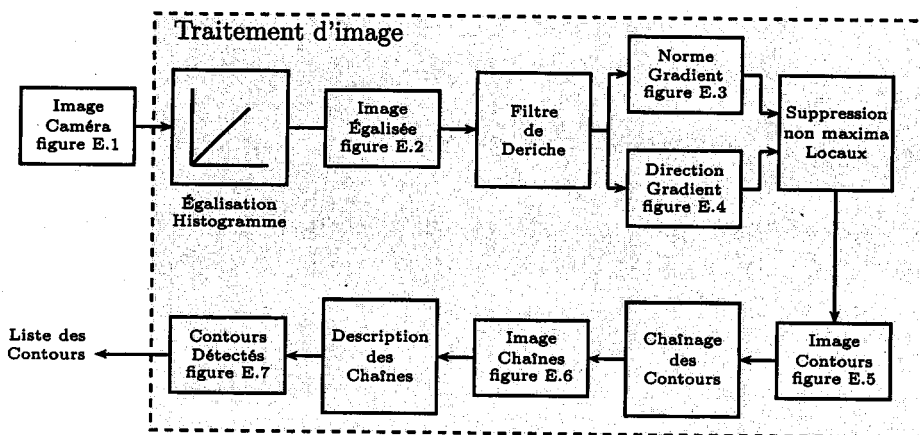 Traitement d'image
Image
Caméra
figure E.1
Égalisation
Histogramme
Image
Égalisée
figure E.2
Filtre
de
Deriche
Norme
Gradient
figure E.3
Direction
Gradient
figure E.4
Suppression
non maxima
Locaux
Image
Contours
figure E.5
Chaînage
des
Contours
Image
Chaînes
figure E.6
Description
des
Chaînes
Contours
Détectés
figure E.7
Liste des
Contours